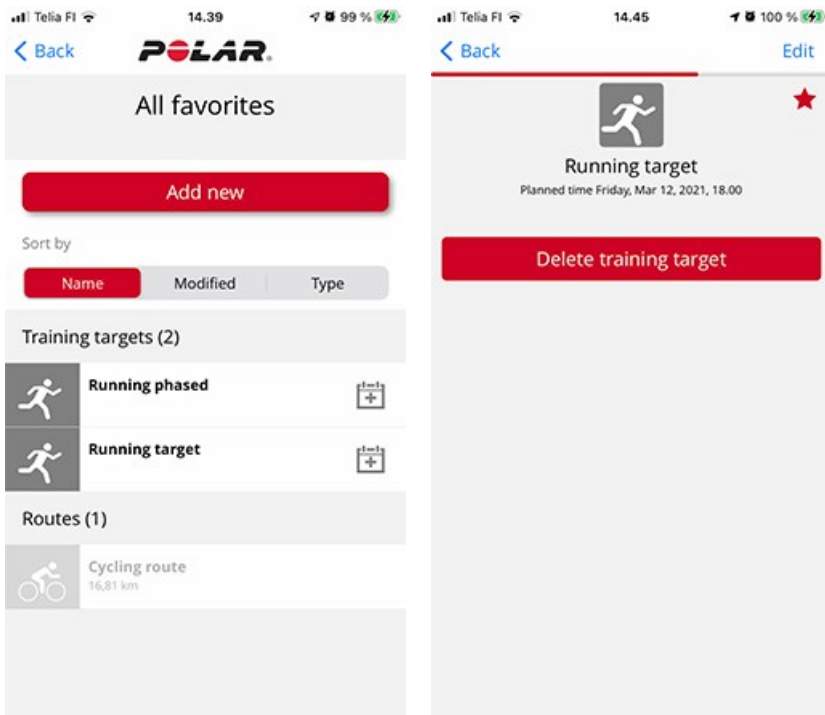 Telia FI 14.39 99 %
Back POLAR.
All favorites
Add new
Sort by
Name Modified Type
Training targets (2)
Running phased
Running target
Routes (1)
Cycling route
16,81 km
Telia FI 14.45 100 %
Back Edit
Running target
Planned time Friday, Mar 12, 2021, 18.00
Delete training target